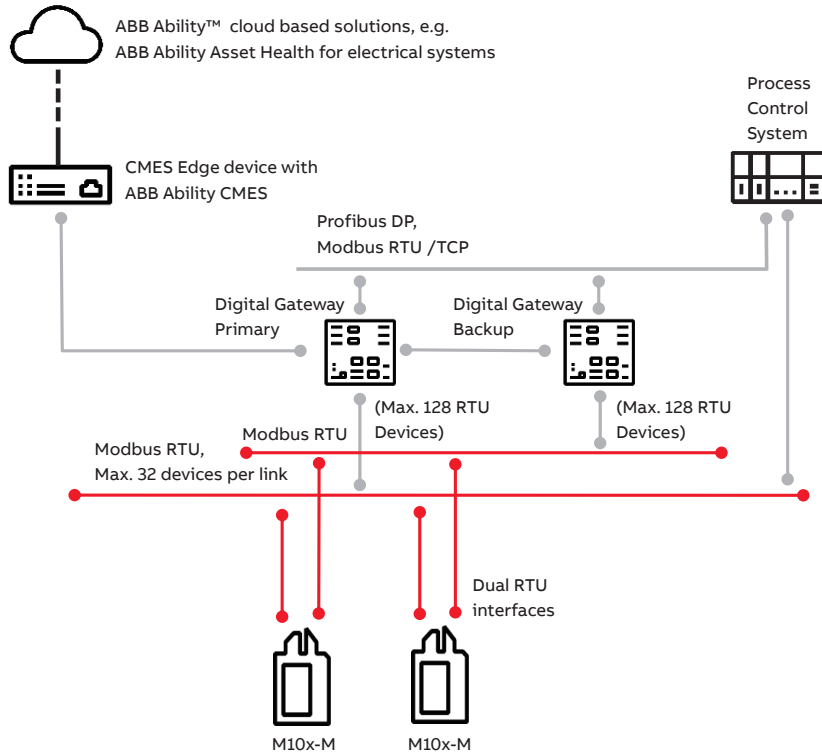 ABB Ability™ cloud based solutions, e.g.
ABB Ability Asset Health for electrical systems
Process
Control
System
CMES Edge device with
ABB Ability CMES
Profibus DP,
Modbus RTU /TCP
Digital Gateway
Primary
Digital Gateway
Backup
(Max. 128 RTU
Devices)
(Max. 128 RTU
Devices)
Modbus RTU
Modbus RTU,
Max. 32 devices per link
Dual RTU
interfaces
M10x-M
M10x-M